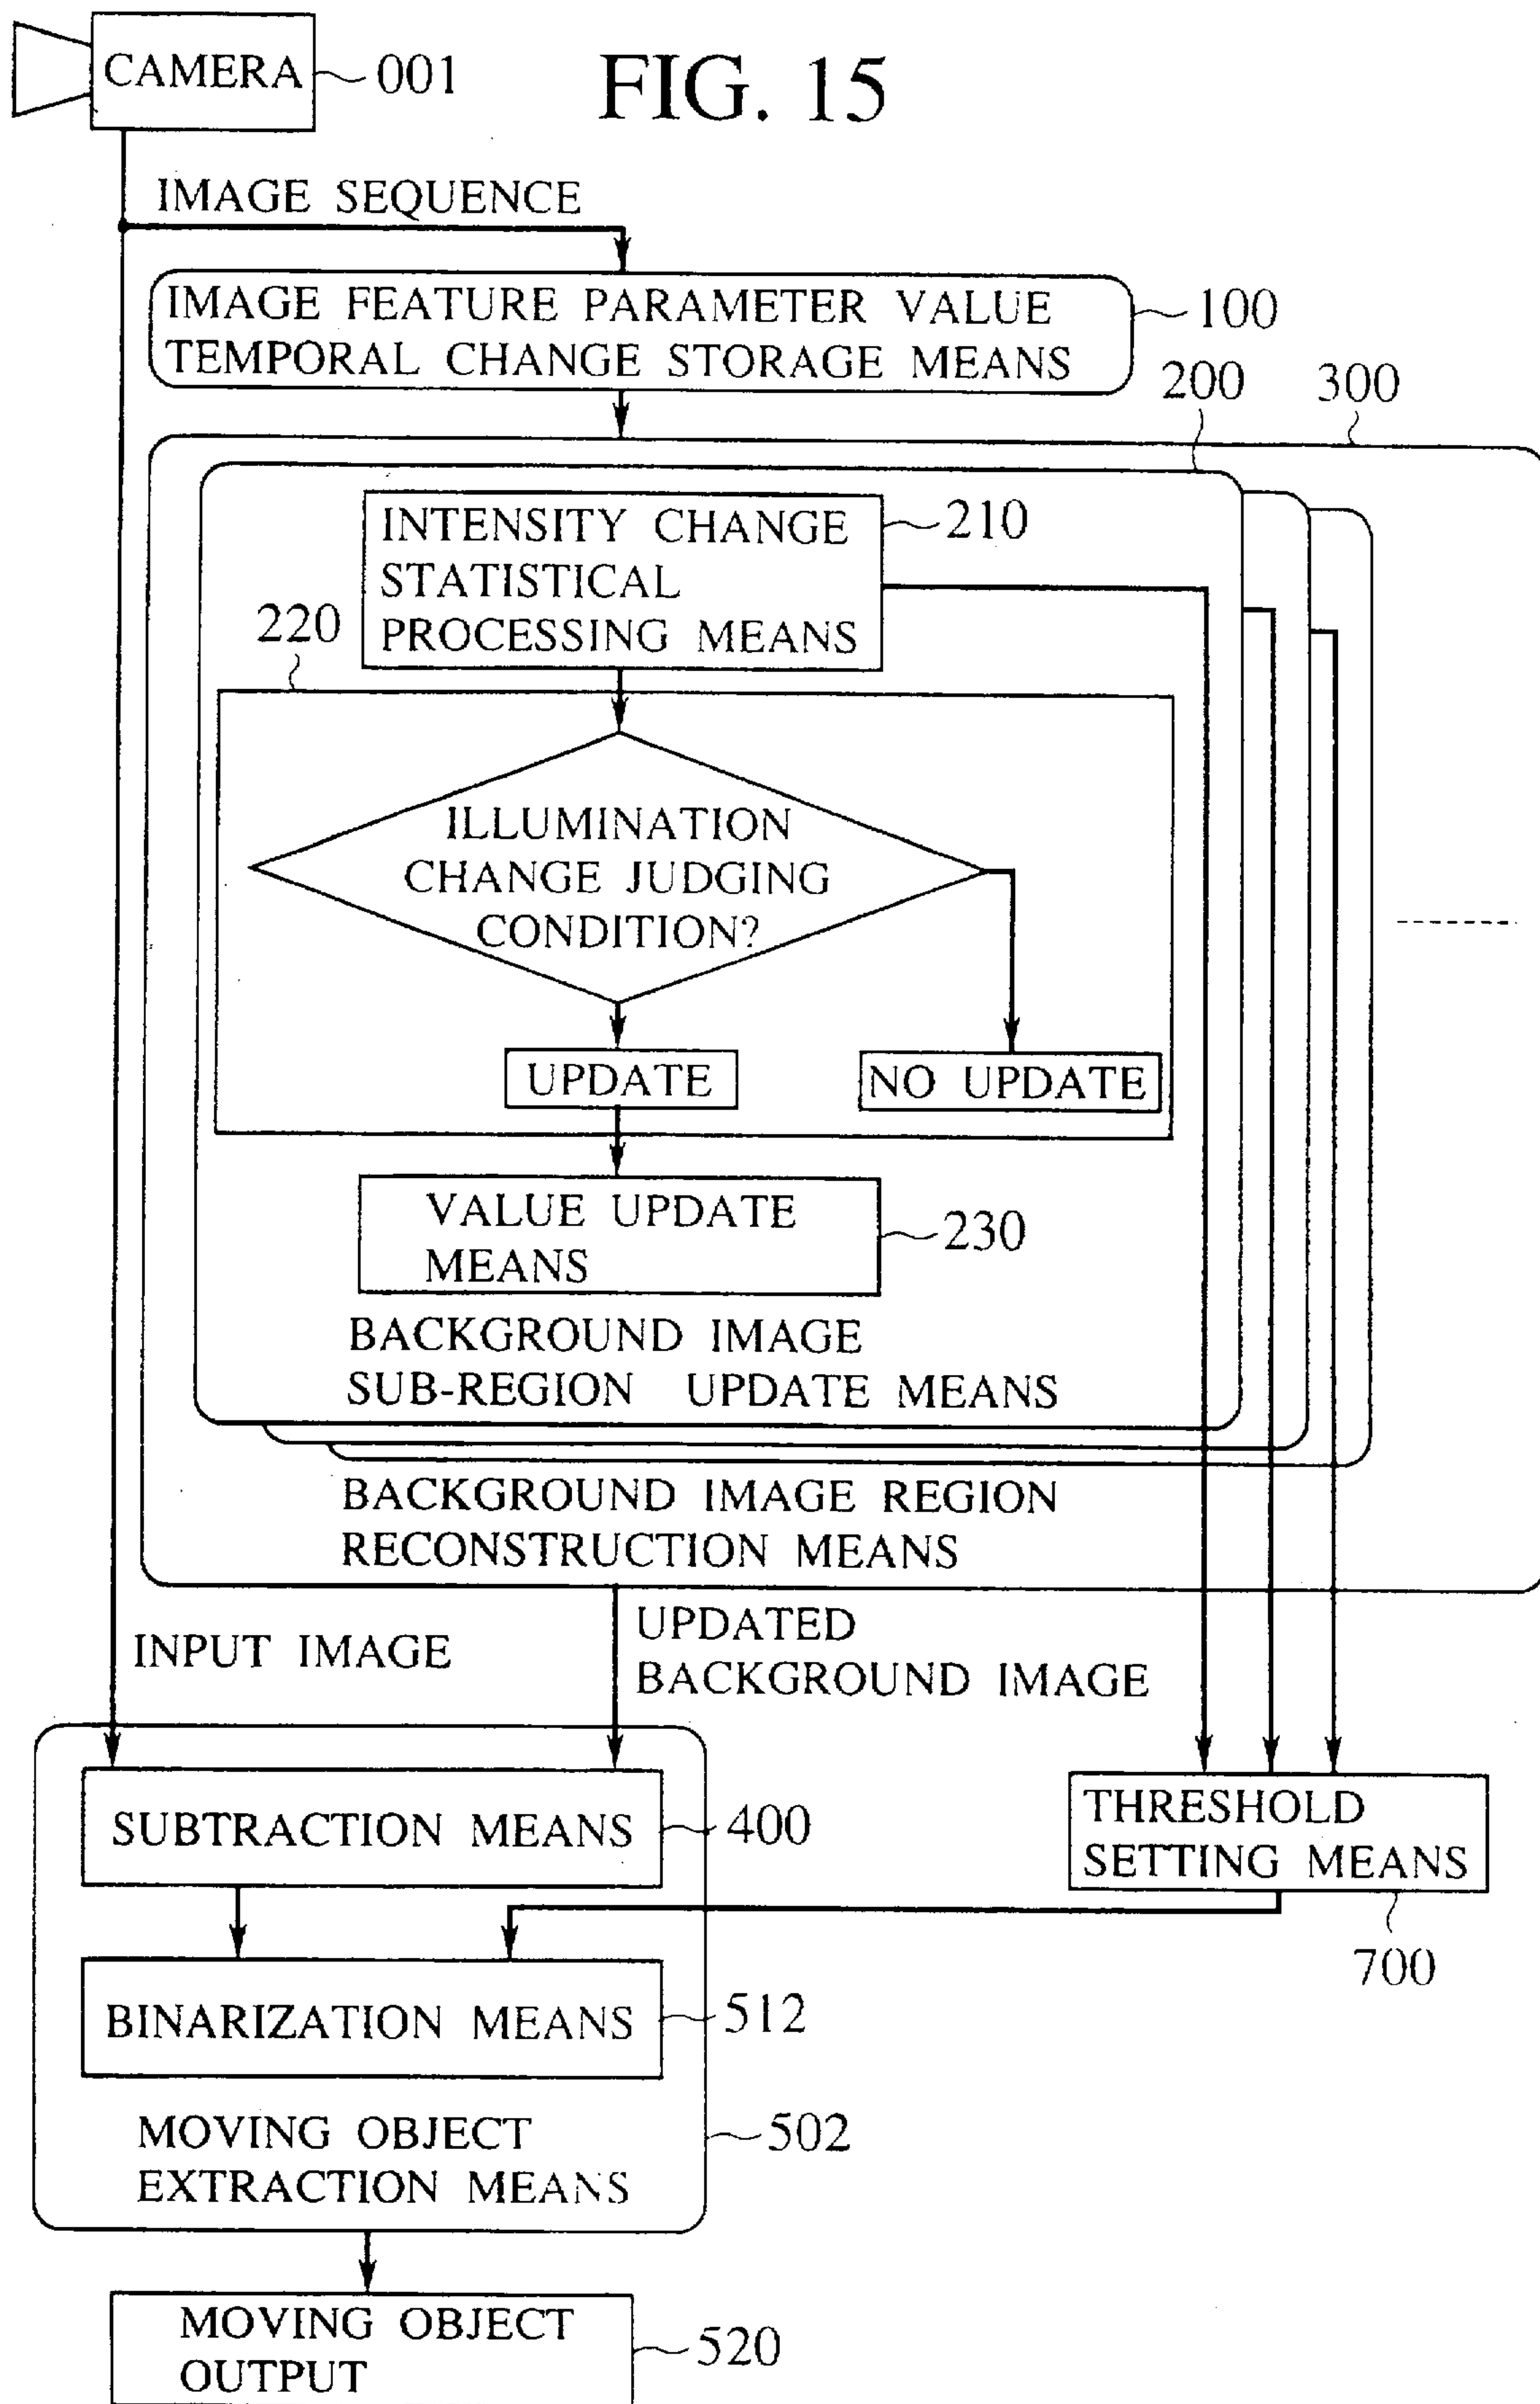 CAMERA
001
FIG. 15
IMAGE SEQUENCE
IMAGE FEATURE PARAMETER VALUE
TEMPORAL CHANGE STORAGE MEANS
100
200
300
INTENSITY CHANGE
STATISTICAL
PROCESSING MEANS
210
220
ILLUMINATION
CHANGE JUDGING
CONDITION?
UPDATE
NO UPDATE
VALUE UPDATE
MEANS
230
BACKGROUND IMAGE
SUB-REGION UPDATE MEANS
BACKGROUND IMAGE REGION
RECONSTRUCTION MEANS
INPUT IMAGE
UPDATED
BACKGROUND IMAGE
SUBTRACTION MEANS
400
THRESHOLD
SETTING MEANS
700
BINARIZATION MEANS
512
MOVING OBJECT
EXTRACTION MEANS
502
MOVING OBJECT
OUTPUT
520